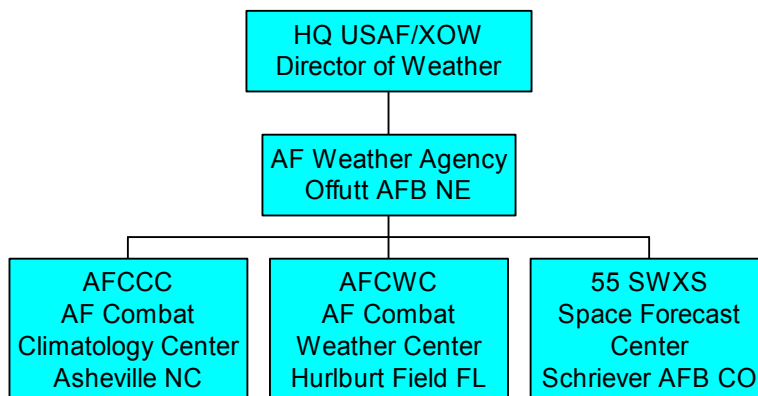 HQ USAF/XOW
Director of Weather
AF Weather Agency
Offutt AFB NE
AFCCC
AF Combat
Climatology Center
Asheville NC
AFCWC
AF Combat
Weather Center
Hurlburt Field FL
55 SWXS
Space Forecast
Center
Schriever AFB CO